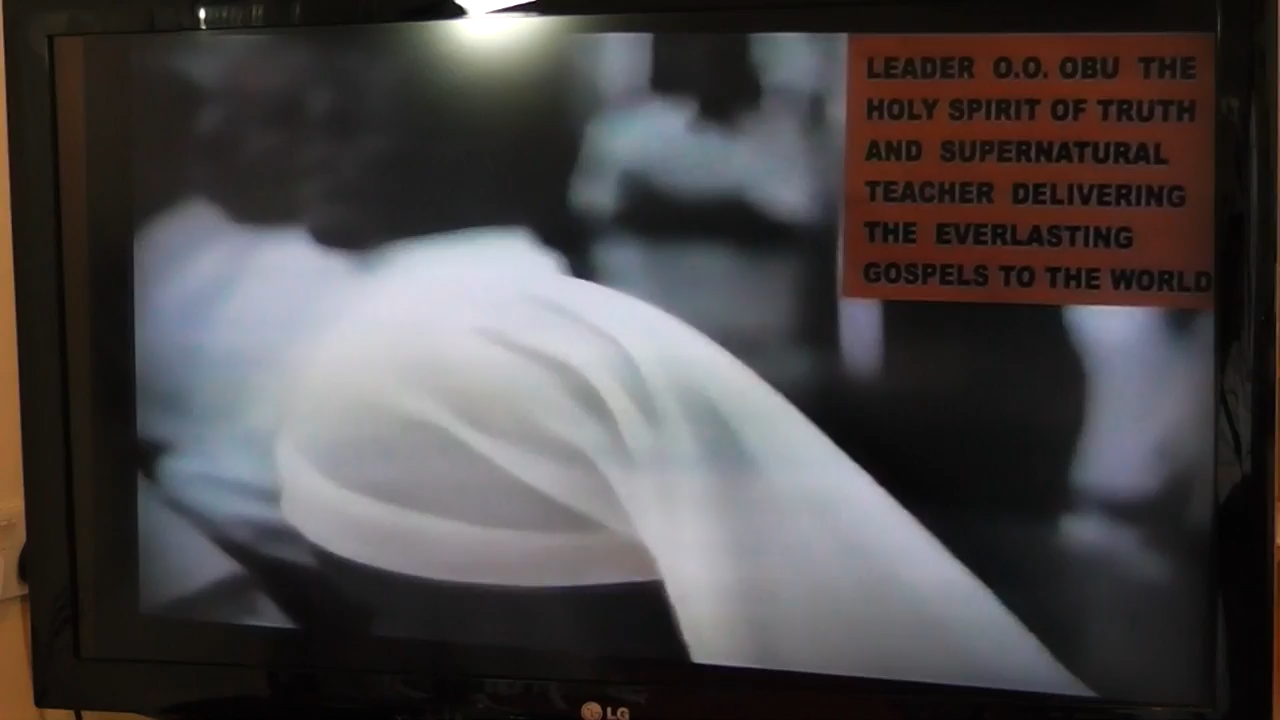 LEADER O.O. OBU THE
HOLY SPIRIT OF TRUTH
AND SUPERNATURAL
TEACHER DELIVERING
THE EVERLASTING
GOSPELS TO THE WORLD
LG